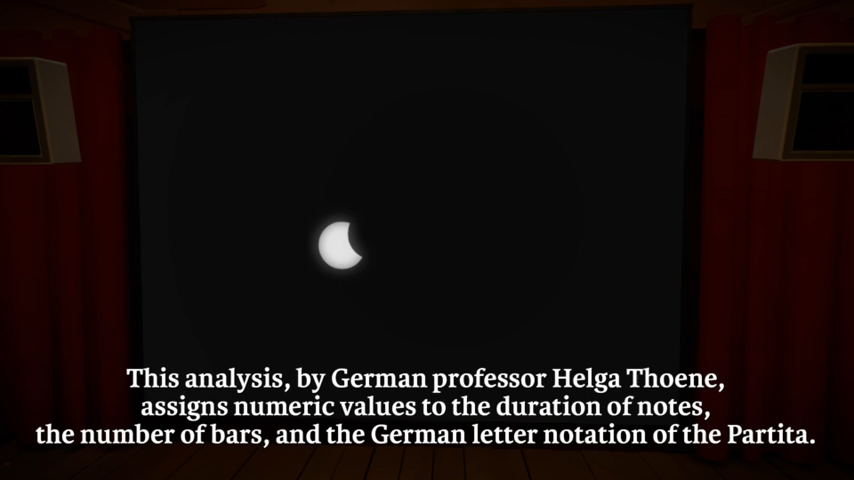 This analysis, by German professor Helga Thoene,
assigns numeric values to the duration of notes,
the number of bars, and the German letter notation of the Partita.